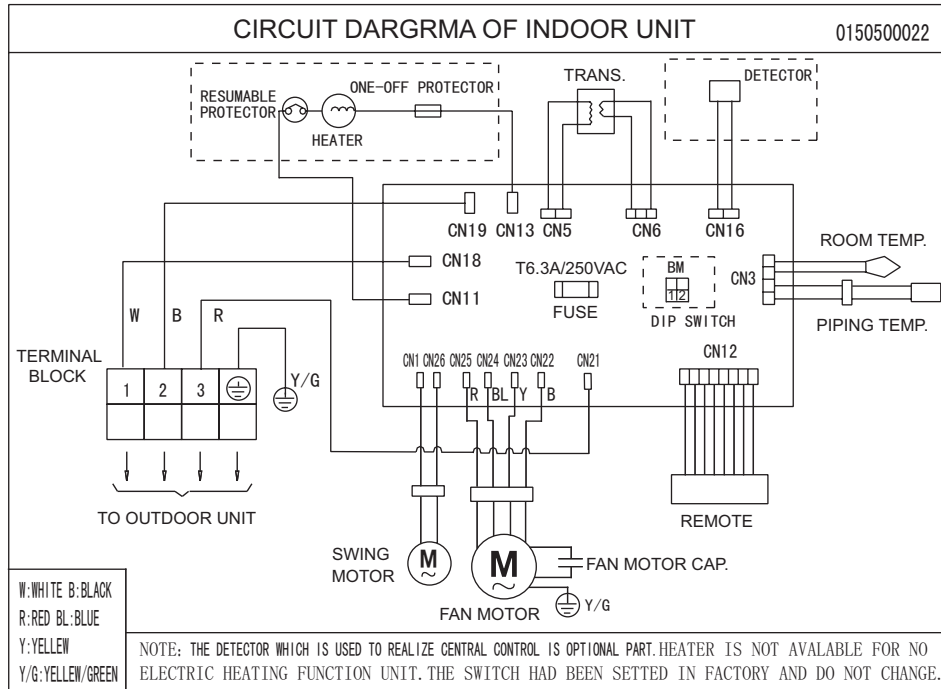 CIRCUIT DARGRMA OF INDOOR UNIT
0150500022
RESUMABLE
PROTECTOR
ONE-OFF PROTECTOR
HEATER
TRANS.
DETECTOR
CN19
CN13
CN5
CN6
CN16
CN18
CN11
T6.3A/250VAC
FUSE
BM
12
DIP SWITCH
CN3
ROOM TEMP.
PIPING TEMP.
W
B
R
Y/G
TERMINAL
BLOCK
1
2
3
CN1
CN26
CN25
CN24
CN23
CN22
CN21
CN12
R
BL
Y
B
TO OUTDOOR UNIT
SWING
MOTOR
M
~
M
~
FAN MOTOR
FAN MOTOR CAP.
Y/G
REMOTE
W:WHITE B:BLACK
R:RED BL:BLUE
Y:YELLEW
Y/G:YELLEW/GREEN
NOTE: THE DETECTOR WHICH IS USED TO REALIZE CENTRAL CONTROL IS OPTIONAL PART. HEATER IS NOT AVALABLE FOR NO
ELECTRIC HEATING FUNCTION UNIT. THE SWITCH HAD BEEN SETTED IN FACTORY AND DO NOT CHANGE.